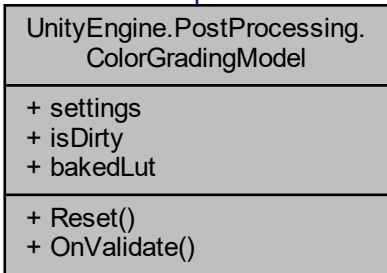 UnityEngine.PostProcessing.
ColorGradingModel
+ settings
+ isDirty
+ bakedLut
+ Reset()
+ OnValidate()